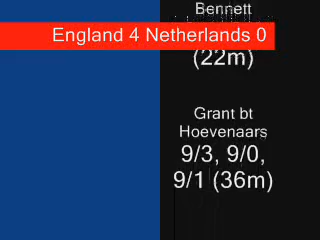 Bennett
England 4 Netherlands 0
(22m)
Grant bt
Hoevenaars
9/3, 9/0,
9/1 (36m)